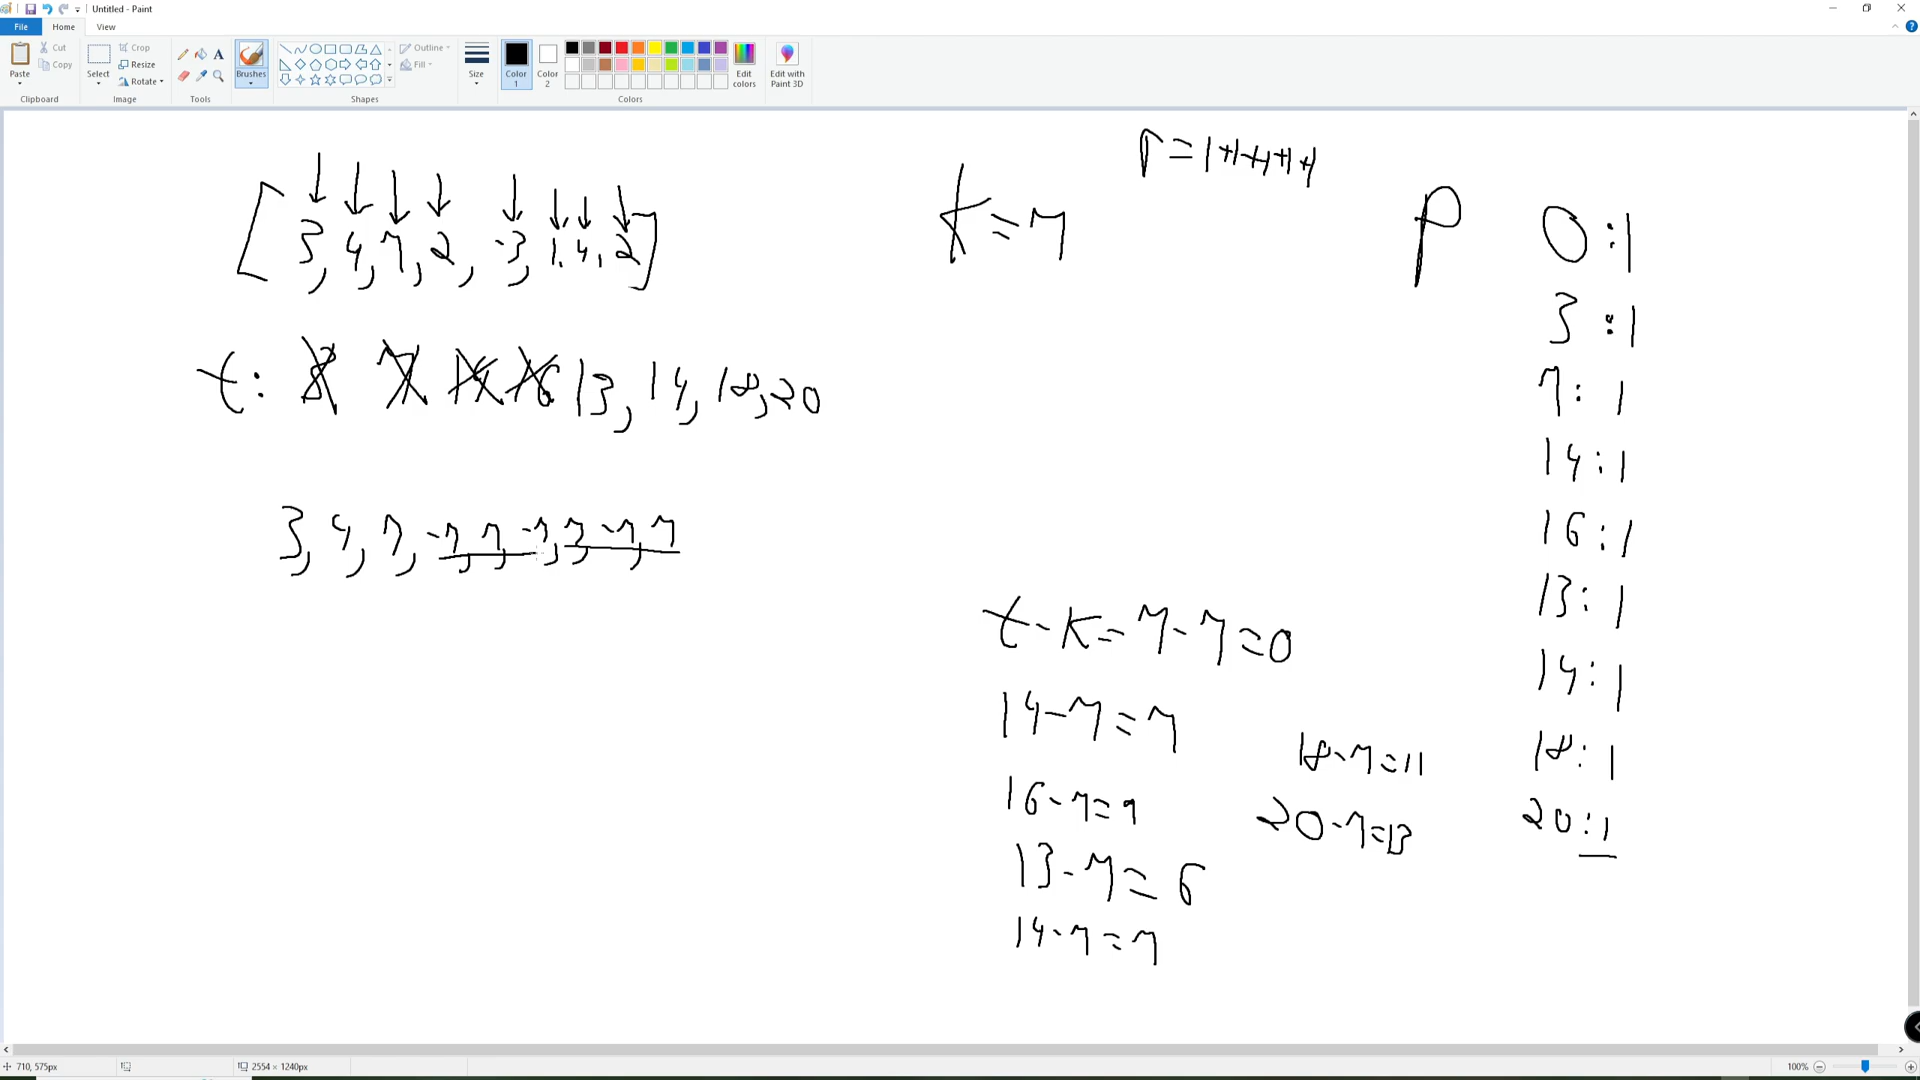 Untitled - Paint
File Home View
Paste
Cut
Copy
Clipboard
Select
Crop
Resize
Rotate
Image
Tools
Brushes
Shapes
Outline
Fill
Size
Color 1
Color 2
Colors
Edit colors
Edit with Paint 3D
r=1+1+1+1+1
[3, 4, 7, 2, -3, 1, 4, 2]
k=7
P
0:1
3:1
7:1
14:1
16:1
13:1
14:1
18:1
20:1
t: 3 7 14 16 13, 14, 18, 20
3, 4, 7, -7, 7, -7, 7, -7, 7
t-k=7-7=0
14-7=7
16-7=9
13-7=6
14-7=7
18-7=11
20-7=13
710, 575px
2554 × 1240px
100%